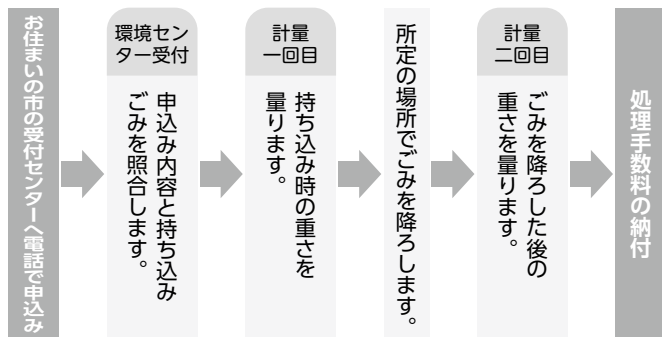 お住まいの市の受付センターへ電話で申込み
環境セン
ター受付
申込み内容と持ち込み
ごみを照合します。
計量
一回目
持ち込み時の重さを
量ります。
所定の場所でごみを降ろします。
計量
二回目
ごみを降ろした後の
重さを量ります。
処理手数料の納付